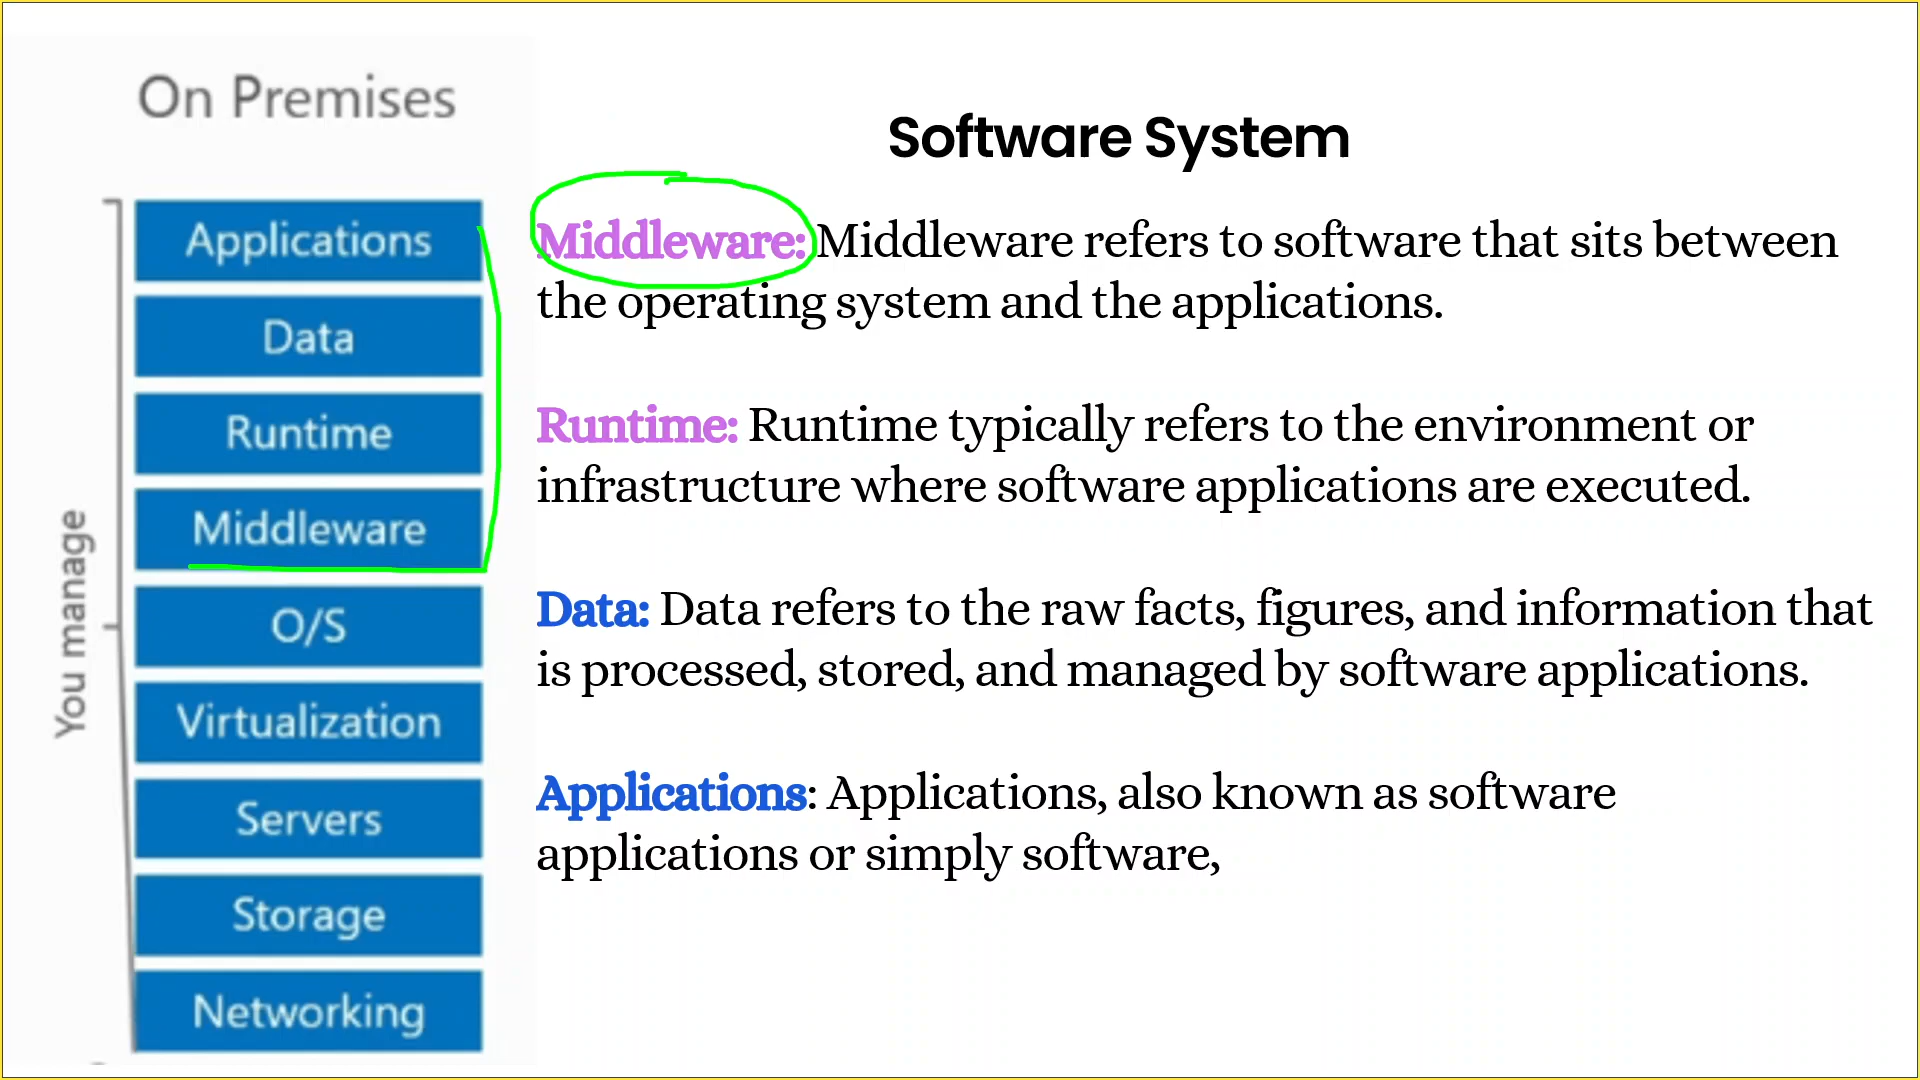 On Premises
You manage
Applications
Data
Runtime
Middleware
O/S
Virtualization
Servers
Storage
Networking
Software System
Middleware: Middleware refers to software that sits between
the operating system and the applications.
Runtime: Runtime typically refers to the environment or
infrastructure where software applications are executed.
Data: Data refers to the raw facts, figures, and information that
is processed, stored, and managed by software applications.
Applications: Applications, also known as software
applications or simply software,